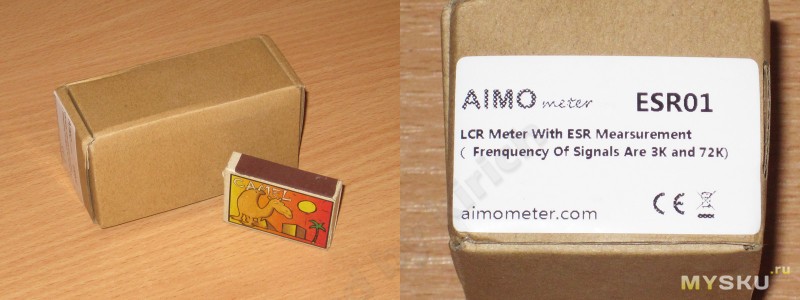 CAMEL
AIMO meter ESR01
LCR Meter With ESR Mearsurement
( Frenquency Of Signals Are 3K and 72K)
aimometer.com
CE
MYSKU.ru